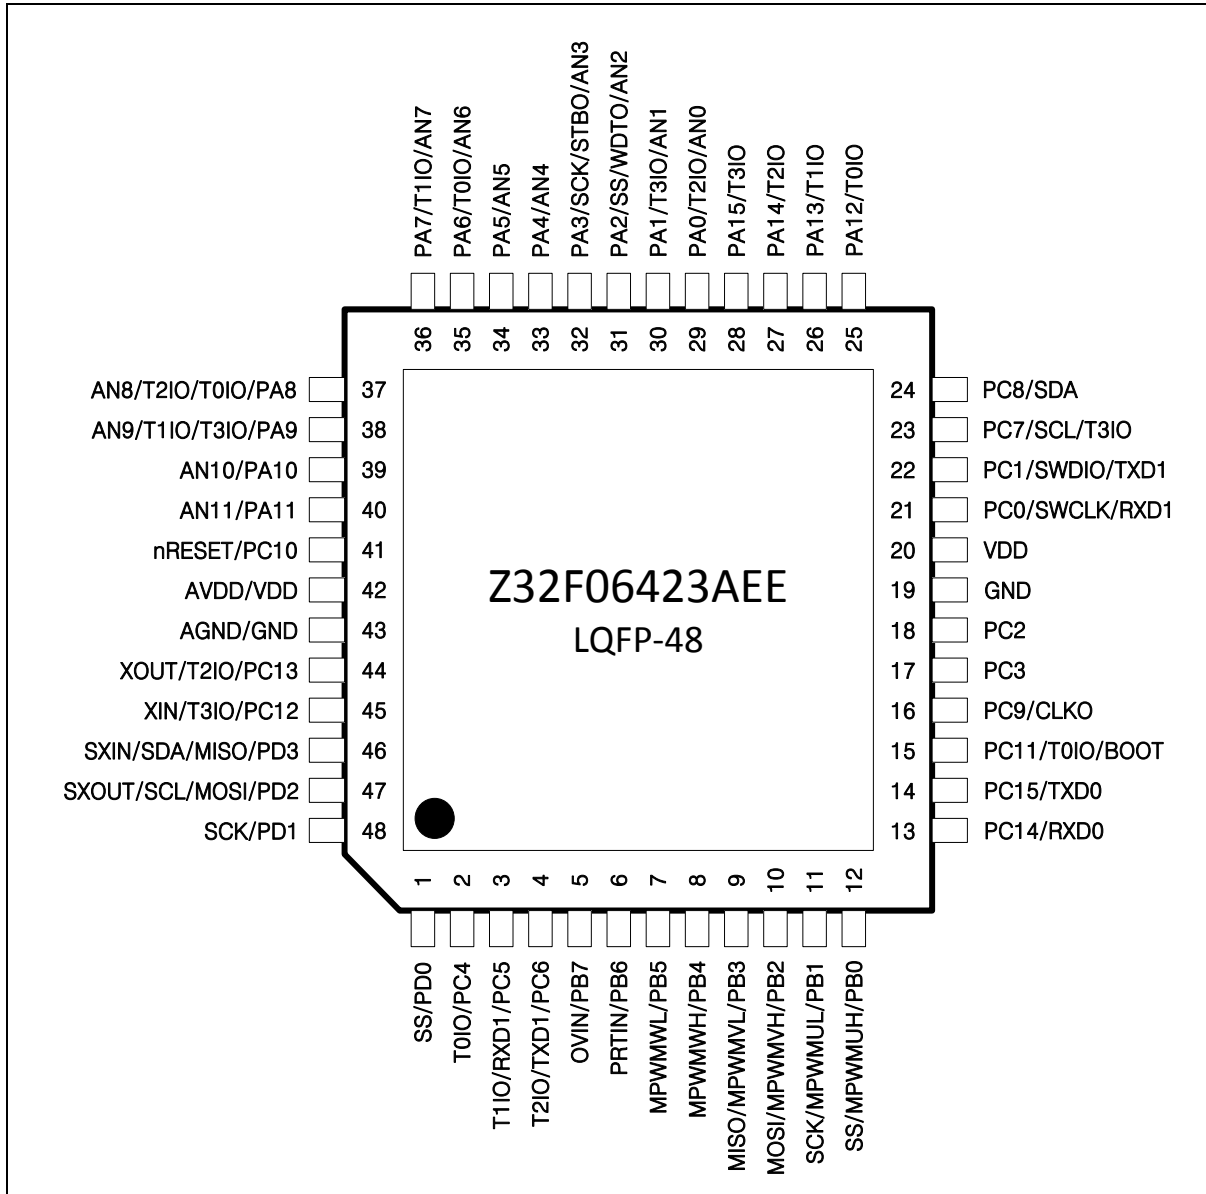 PA7/T1IO/AN7
PA6/T0IO/AN6
PA5/AN5
PA4/AN4
PA3/SCK/STBO/AN3
PA2/SS/WDTO/AN2
PA1/T3IO/AN1
PA0/T2IO/AN0
PA15/T3IO
PA14/T2IO
PA13/T1IO
PA12/T0IO
36
35
34
33
32
31
30
29
28
27
26
25
AN8/T2IO/T0IO/PA8
37
AN9/T1IO/T3IO/PA9
38
AN10/PA10
39
AN11/PA11
40
nRESET/PC10
41
AVDD/VDD
42
AGND/GND
43
XOUT/T2IO/PC13
44
XIN/T3IO/PC12
45
SXIN/SDA/MISO/PD3
46
SXOUT/SCL/MOSI/PD2
47
SCK/PD1
48
Z32F06423AEE
LQFP-48
24
PC8/SDA
23
PC7/SCL/T3IO
22
PC1/SWDIO/TXD1
21
PC0/SWCLK/RXD1
20
VDD
19
GND
18
PC2
17
PC3
16
PC9/CLKO
15
PC11/T0IO/BOOT
14
PC15/TXD0
13
PC14/RXD0
1
2
3
4
5
6
7
8
9
10
11
12
SS/PD0
T0IO/PC4
T1IO/RXD1/PC5
T2IO/TXD1/PC6
OVIN/PB7
PRTIN/PB6
MPWMWL/PB5
MPWMWH/PB4
MISO/MPWMVL/PB3
MOSI/MPWMVH/PB2
SCK/MPWMUL/PB1
SS/MPWMUH/PB0